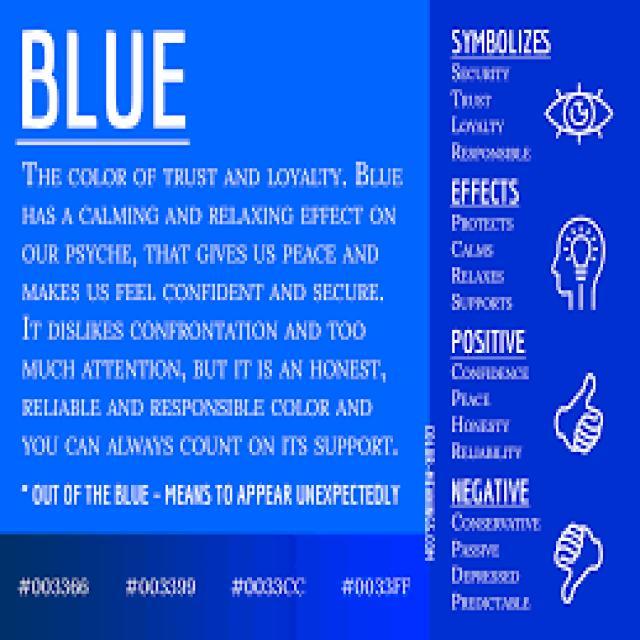 BLUE
THE COLOR OF TRUST AND LOYALTY. BLUE
HAS A CALMING AND RELAXING EFFECT ON
OUR PSYCHE, THAT GIVES US PEACE AND
MAKES US FEEL CONFIDENT AND SECURE.
IT DISLIKES CONFRONTATION AND TOO
MUCH ATTENTION, BUT IT IS AN HONEST,
RELIABLE AND RESPONSIBLE COLOR AND
YOU CAN ALWAYS COUNT ON ITS SUPPORT.
* OUT OF THE BLUE - MEANS TO APPEAR UNEXPECTEDLY
#003366 #003399 #0033CC #0033FF
SYMBOLIZES
SECURITY
TRUST
LOYALTY
RESPONSIBLE
EFFECTS
PROTECTS
CALMS
RELAXES
SUPPORTS
POSITIVE
CONFIDENCE
PEACE
HONESTY
RELIABILITY
NEGATIVE
CONSERVATIVE
PASSIVE
DEPRESSED
PREDICTABLE